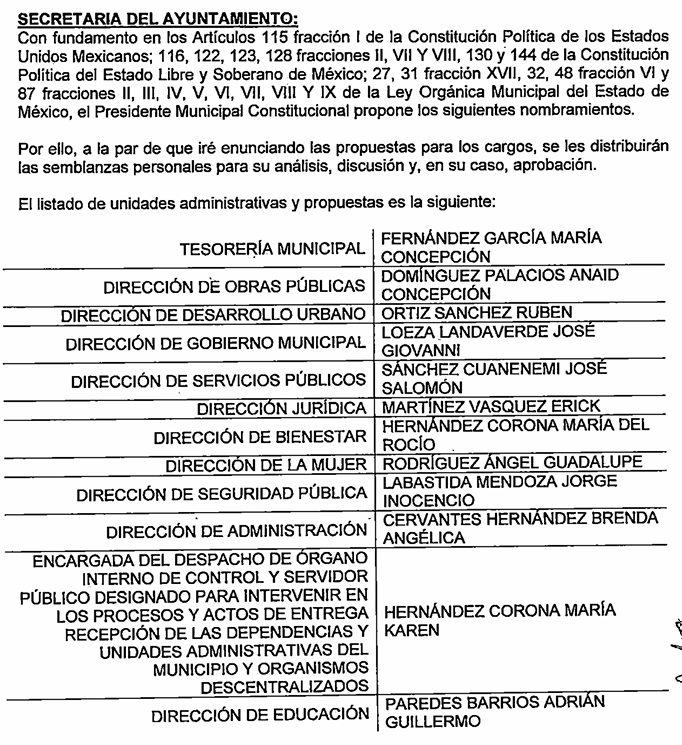 SECRETARIA DEL AYUNTAMIENTO:
Con fundamento en los Artículos 115 fracción I de la Constitución Política de los Estados
Unidos Mexicanos; 116, 122, 123, 128 fracciones II, VII Y VIII, 130 y 144 de la Constitución
Política del Estado Libre y Soberano de México; 27, 31 fracción XVII, 32, 48 fracción VI y
87 fracciones II, III, IV, V, VI, VII, VIII Y IX de la Ley Orgánica Municipal del Estado de
México, el Presidente Municipal Constitucional propone los siguientes nombramientos.
Por ello, a la par de que iré enunciando las propuestas para los cargos, se les distribuirán
las semblanzas personales para su análisis, discusión y, en su caso, aprobación.
El listado de unidades administrativas y propuestas es la siguiente:
TESORERÍA MUNICIPAL
FERNÁNDEZ GARCÍA MARÍA
CONCEPCIÓN
DIRECCIÓN DE OBRAS PÚBLICAS
DOMÍNGUEZ PALACIOS ANAID
CONCEPCIÓN
DIRECCIÓN DE DESARROLLO URBANO
ORTIZ SANCHEZ RUBEN
DIRECCIÓN DE GOBIERNO MUNICIPAL
LOEZA LANDAVERDE JOSÉ
GIOVANNI
DIRECCIÓN DE SERVICIOS PÚBLICOS
SÁNCHEZ CUANENEMI JOSÉ
SALOMÓN
DIRECCIÓN JURÍDICA
MARTÍNEZ VASQUEZ ERICK
DIRECCIÓN DE BIENESTAR
HERNÁNDEZ CORONA MARÍA DEL
ROCÍO
DIRECCIÓN DE LA MUJER
RODRÍGUEZ ÁNGEL GUADALUPE
DIRECCIÓN DE SEGURIDAD PÚBLICA
LABASTIDA MENDOZA JORGE
INOCENCIO
DIRECCIÓN DE ADMINISTRACIÓN
CERVANTES HERNÁNDEZ BRENDA
ANGÉLICA
ENCARGADA DEL DESPACHO DE ÓRGANO
INTERNO DE CONTROL Y SERVIDOR
PÚBLICO DESIGNADO PARA INTERVENIR EN
LOS PROCESOS Y ACTOS DE ENTREGA
RECEPCIÓN DE LAS DEPENDENCIAS Y
UNIDADES ADMINISTRATIVAS DEL
MUNICIPIO Y ORGANISMOS
DESCENTRALIZADOS
HERNÁNDEZ CORONA MARÍA
KAREN
DIRECCIÓN DE EDUCACIÓN
PAREDES BARRIOS ADRIÁN
GUILLERMO